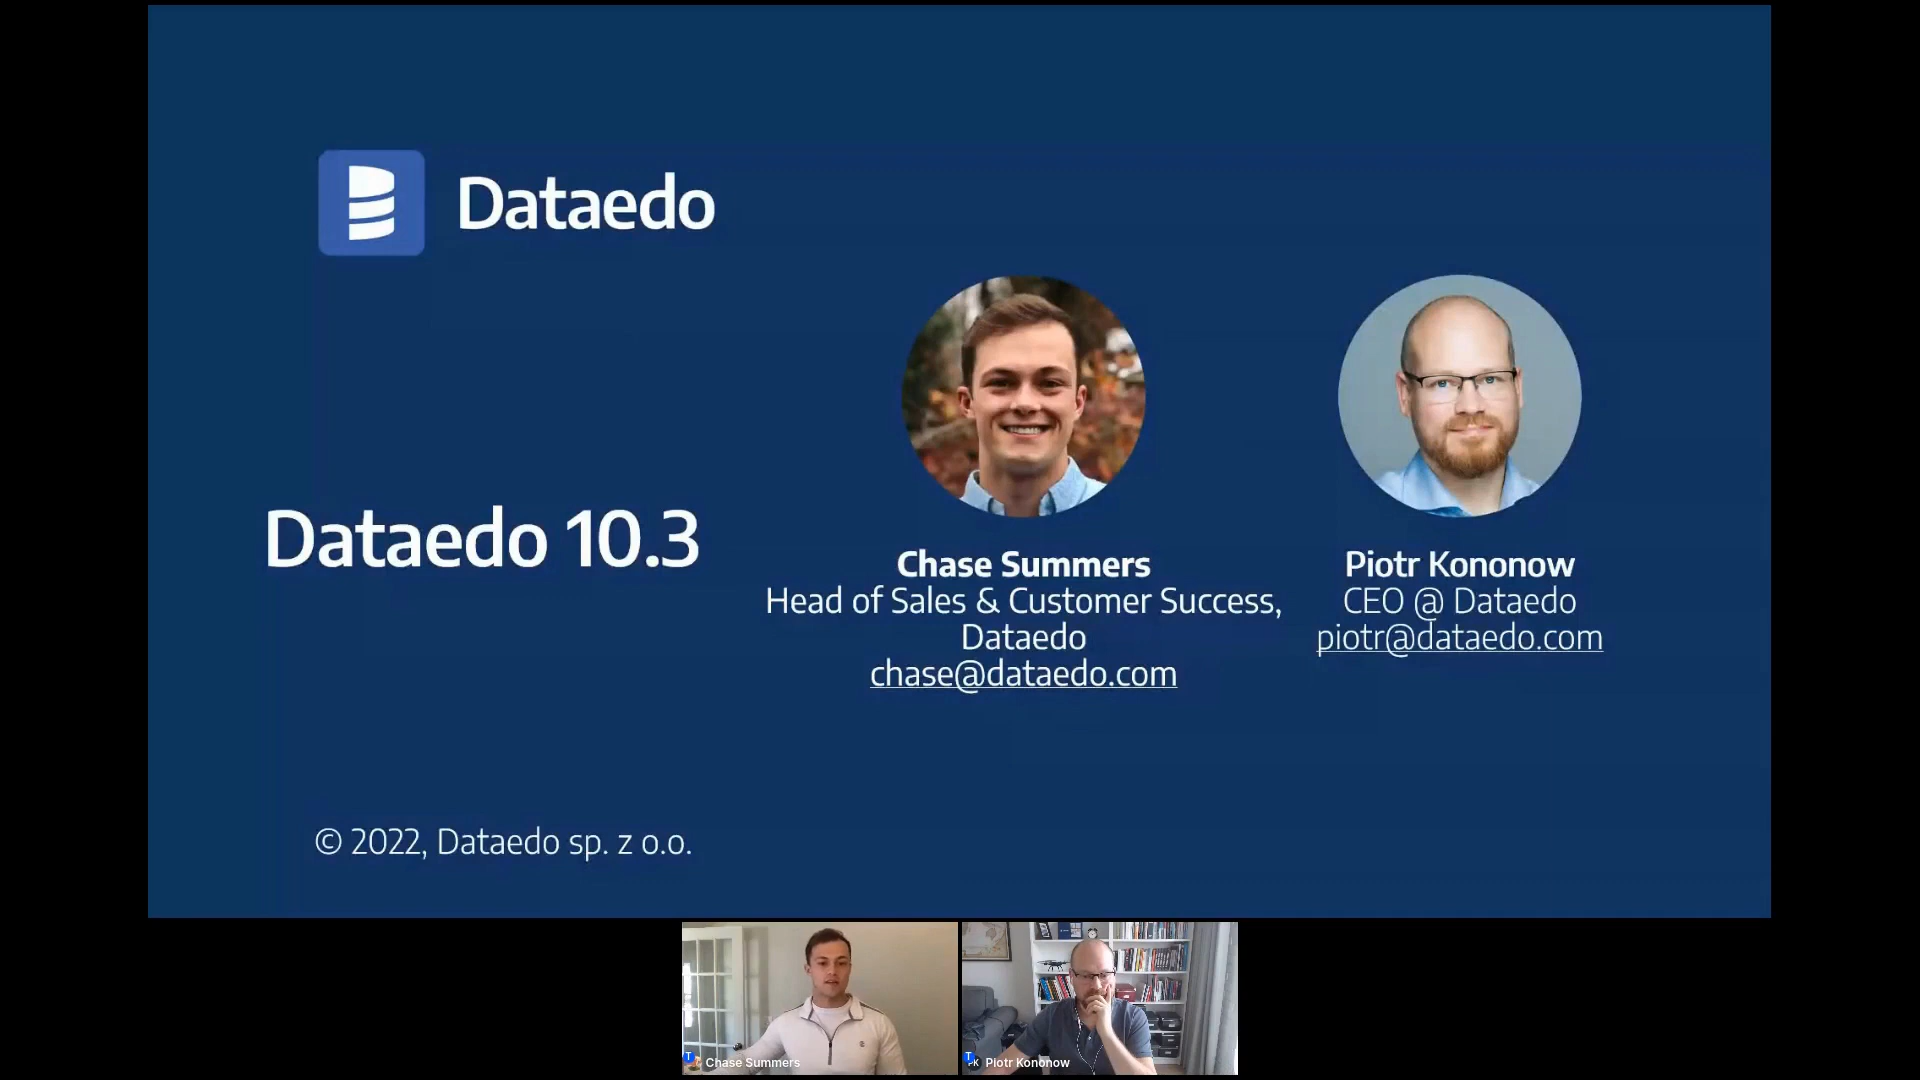 Dataedo
Dataedo 10.3
Chase Summers
Head of Sales & Customer Success,
Dataedo
chase@dataedo.com
Piotr Kononow
CEO @ Dataedo
piotr@dataedo.com
© 2022, Dataedo sp. z o.o.
T
Chase Summers
T
PK
Piotr Kononow